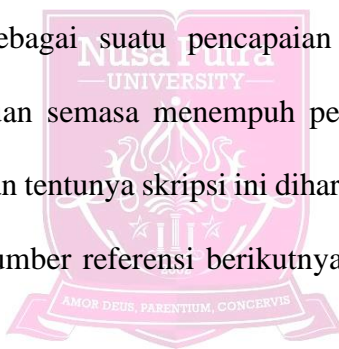 ebagai suatu pencapaian
Nusa Putra
UNIVERSITY
an semasa menempuh pe
n tentunya skripsi ini dihar
umber referensi berikutnya
AMOR DEUS, PARENTIUM, CONCERVIS